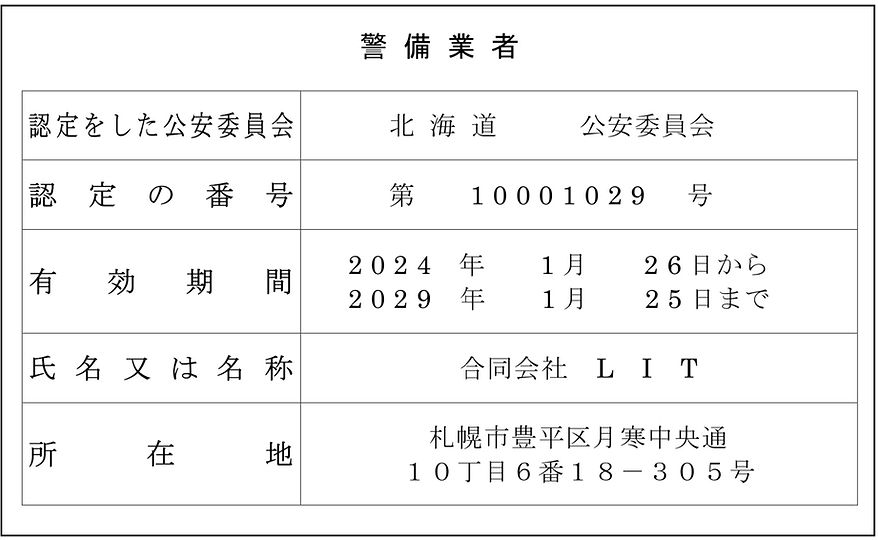 警備業者
認定をした公安委員会 北海道 公安委員会
認定の番号 第 10001029 号
有効期間 2024 年 1月 26日から
2029 年 1月 25日まで
氏名又は名称 合同会社 LIT
所在地 札幌市豊平区月寒中央通
10丁目6番18－305号